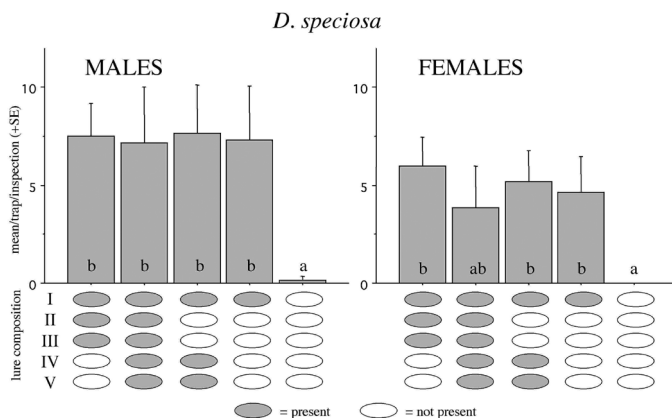 D. speciosa
MALES
FEMALES
mean/trap/inspection (+SE)
10
5
0
b b b b a
10
5
0
b ab b b a
lure composition
I
II
III
IV
V
= present = not present